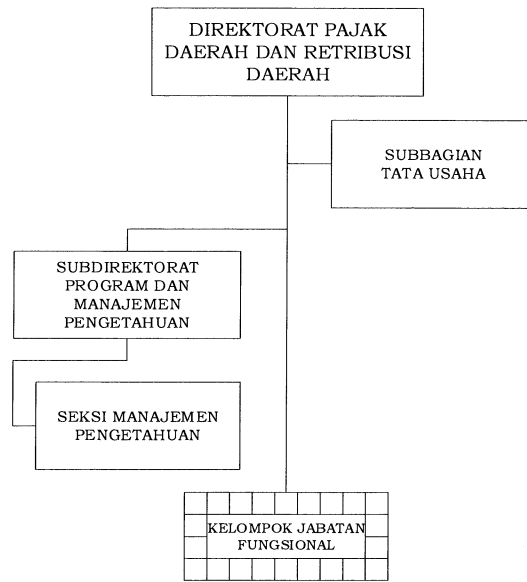 DIREKTORAT PAJAK
DAERAH DAN RETRIBUSI
DAERAH
SUBBAGIAN
TATA USAHA
SUBDIREKTORAT
PROGRAM DAN
MANAJEMEN
PENGETAHUAN
SEKSI MANAJEMEN
PENGETAHUAN
KELOMPOK JABATAN
FUNGSIONAL